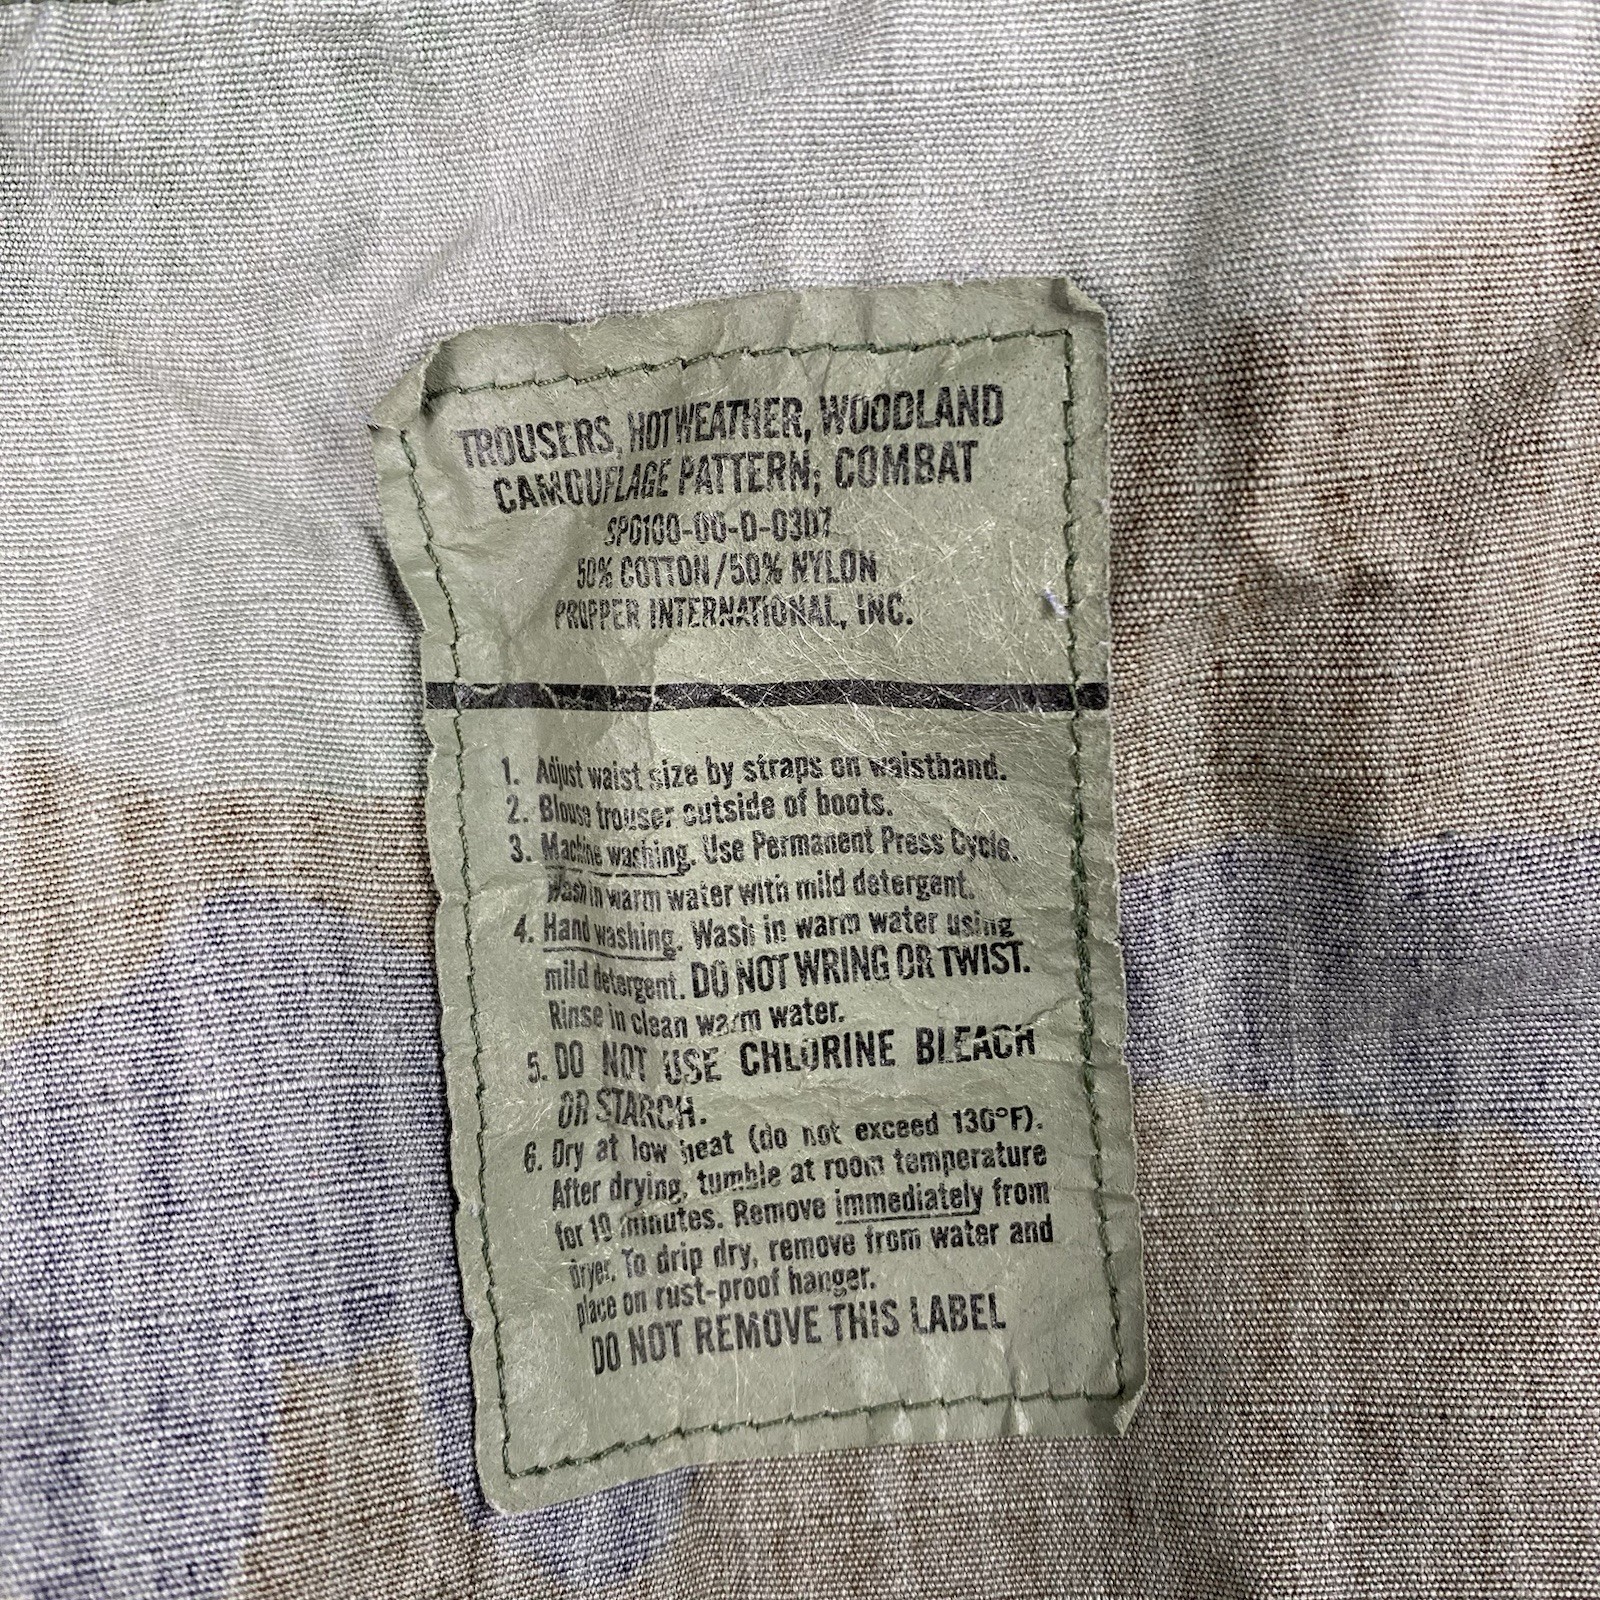 TROUSERS, HOT WEATHER, WOODLAND
CAMOUFLAGE PATTERN; COMBAT
SPO100-00-D-0307
50% COTTON/50% NYLON
PROPPER INTERNATIONAL, INC.
1. Adjust waist size by straps on waistband.
2. Blouse trouser outside of boots.
3. Machine washing. Use Permanent Press Cycle.
Wash in warm water with mild detergent.
4. Hand washing. Wash in warm water using
mild detergent. DO NOT WRING OR TWIST.
Rinse in clean warm water.
5. DO NOT USE CHLORINE BLEACH
OR STARCH.
6. Dry at low heat (do not exceed 130°F).
After drying, tumble at room temperature
for 10 minutes. Remove immediately from
dryer. To drip dry, remove from water and
place on rust-proof hanger.
DO NOT REMOVE THIS LABEL